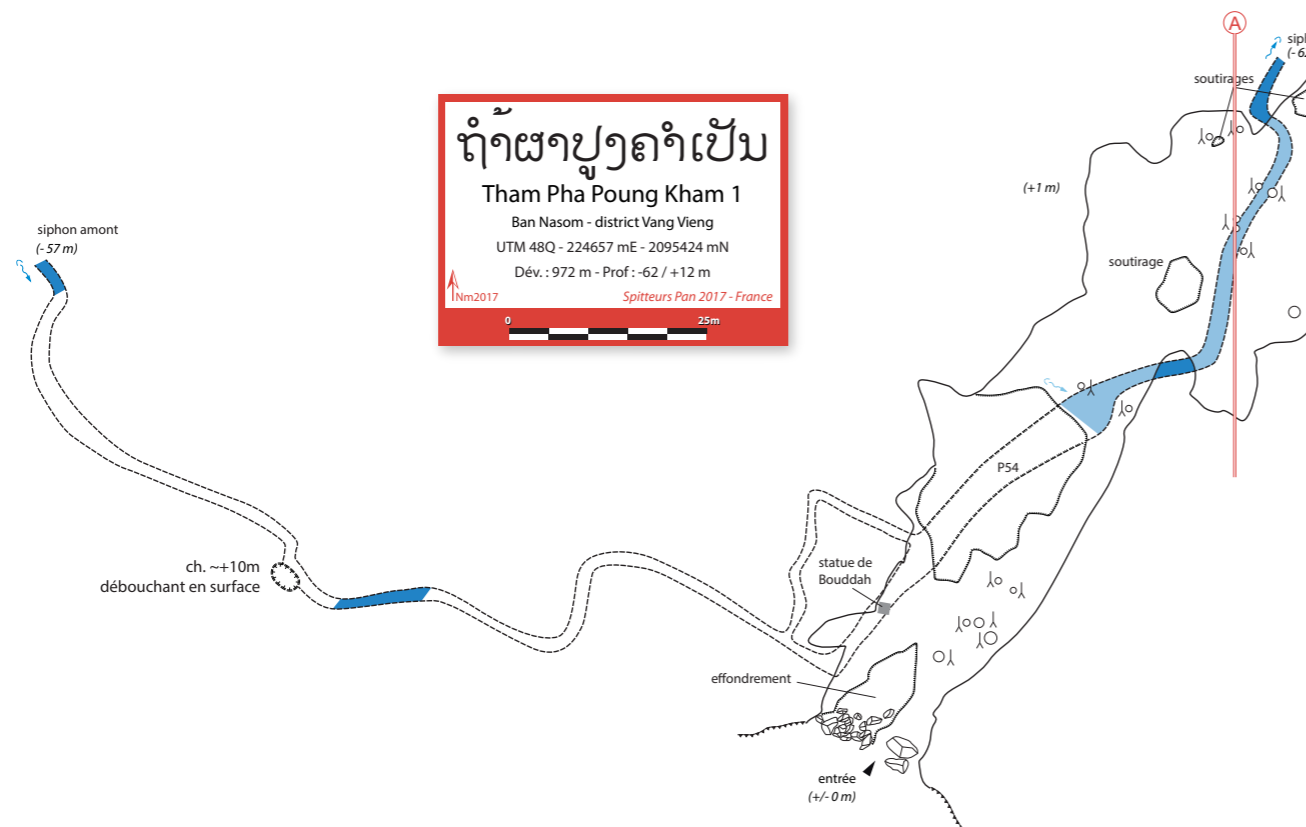 ຖ້ຳຜາປູງຄຳເປັນ
Tham Pha Poung Kham 1
Ban Nasom - district Vang Vieng
UTM 48Q - 224657 mE - 2095424 mN
Dév. : 972 m - Prof : -62 / +12 m
Nm2017
Spitteurs Pan 2017 - France
0 25m
A
soutirages
(+1 m)
siphon amont
(- 57 m)
soutirage
P54
ch. ~+10m
débouchant en surface
statue de
Bouddah
effondrement
entrée
(+/- 0 m)